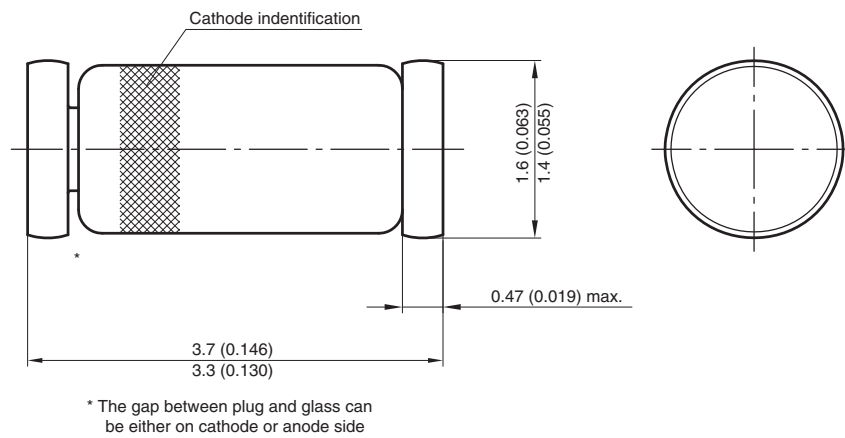 Cathode indentification
1.6 (0.063)
1.4 (0.055)
*
0.47 (0.019) max.
3.7 (0.146)
3.3 (0.130)
* The gap between plug and glass can
be either on cathode or anode side